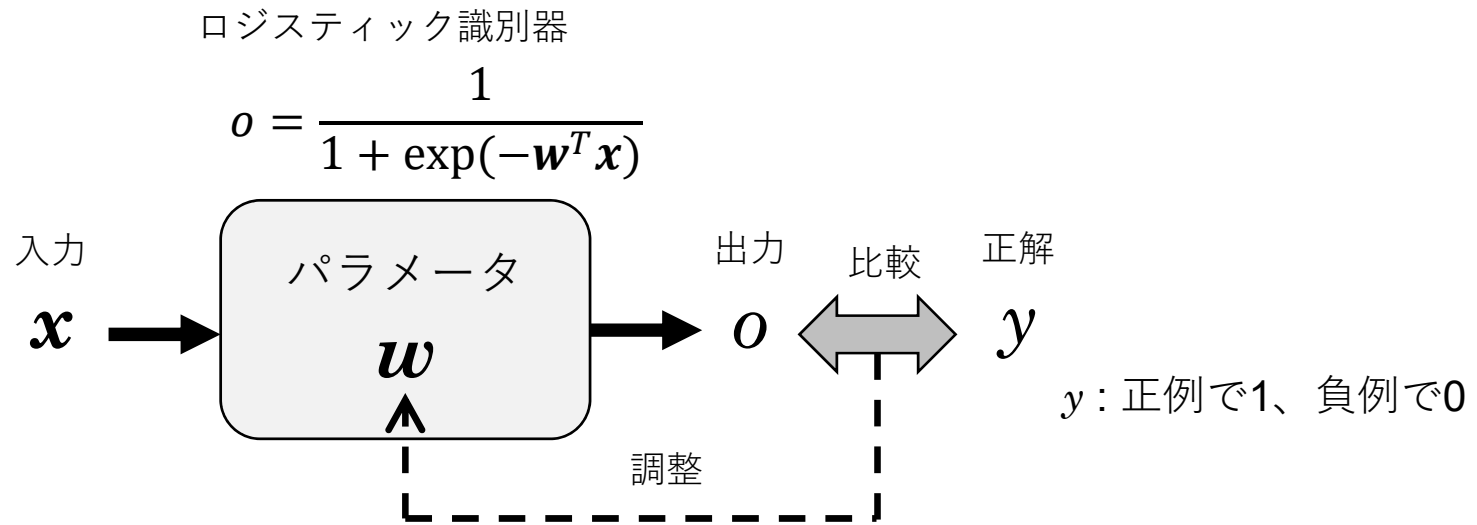 ロジスティック識別器
o = 1 / (1 + exp(−w^T x))
入力
x
パラメータ
w
出力
o
比較
正解
y
y : 正例で1、負例で0
調整